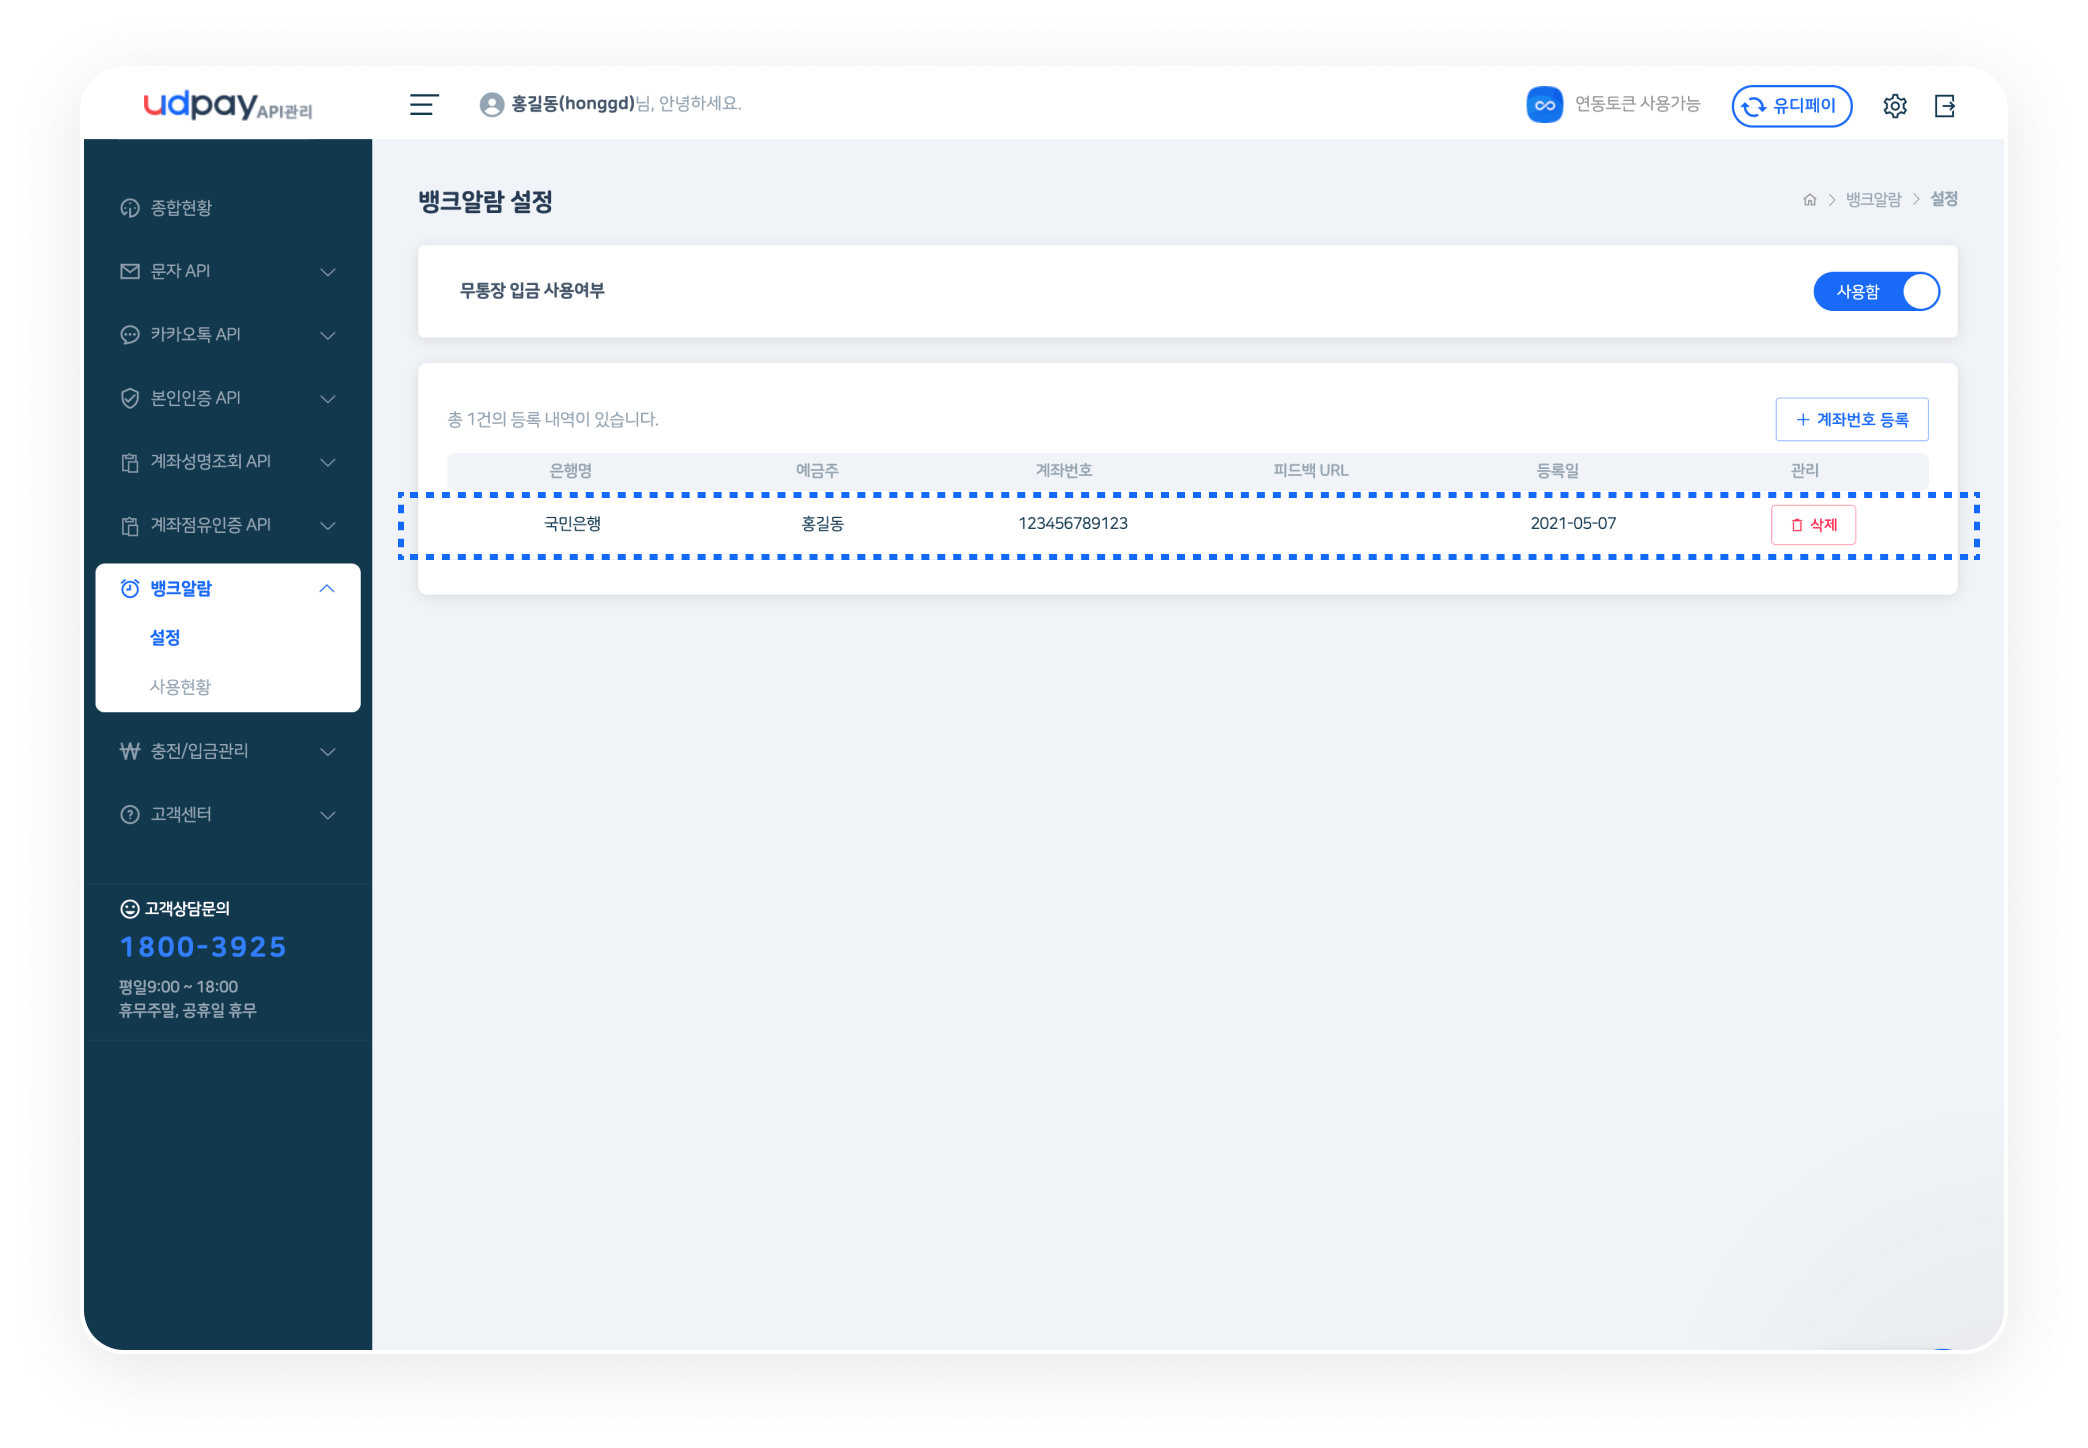 udpay API관리
홍길동(honggd)님, 안녕하세요.
연동토큰 사용가능
유디페이
종합현황
문자 API
카카오톡 API
본인인증 API
계좌성명조회 API
계좌점유인증 API
뱅크알람
설정
사용현황
충전/입금관리
고객센터
고객상담문의
1800-3925
평일9:00 ~ 18:00
휴무주말, 공휴일 휴무
뱅크알람 설정
뱅크알람 > 설정
무통장 입금 사용여부
사용함
총 1건의 등록 내역이 있습니다.
+ 계좌번호 등록
은행명 예금주 계좌번호 피드백 URL 등록일 관리
국민은행 홍길동 123456789123 2021-05-07 삭제